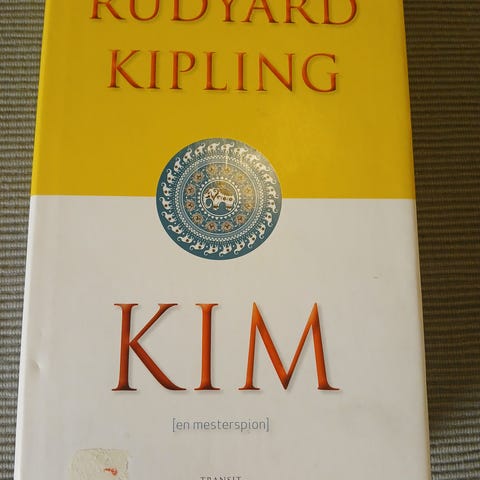 RUDYARD
KIPLING
KIM
[en mesterspion]
TRANSIT